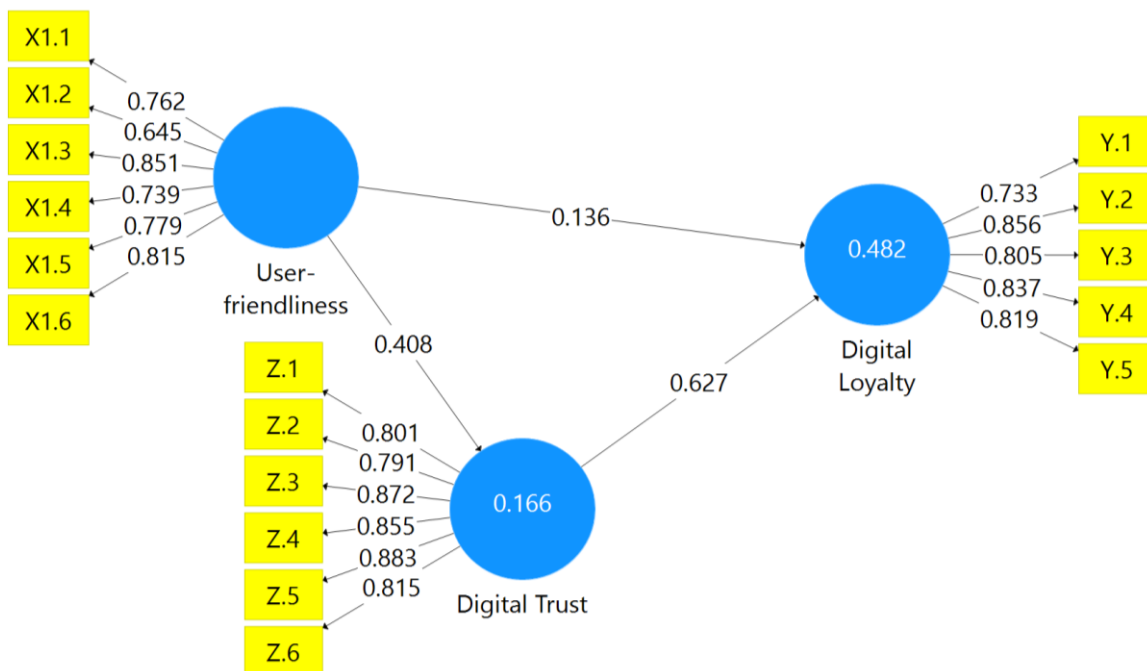 X1.1
X1.2
X1.3
X1.4
X1.5
X1.6
0.762
0.645
0.851
0.739
0.779
0.815
User-
friendliness
0.136
0.408
0.627
0.482
Digital
Loyalty
0.733
0.856
0.805
0.837
0.819
Y.1
Y.2
Y.3
Y.4
Y.5
Z.1
Z.2
Z.3
Z.4
Z.5
Z.6
0.801
0.791
0.872
0.855
0.883
0.815
0.166
Digital Trust